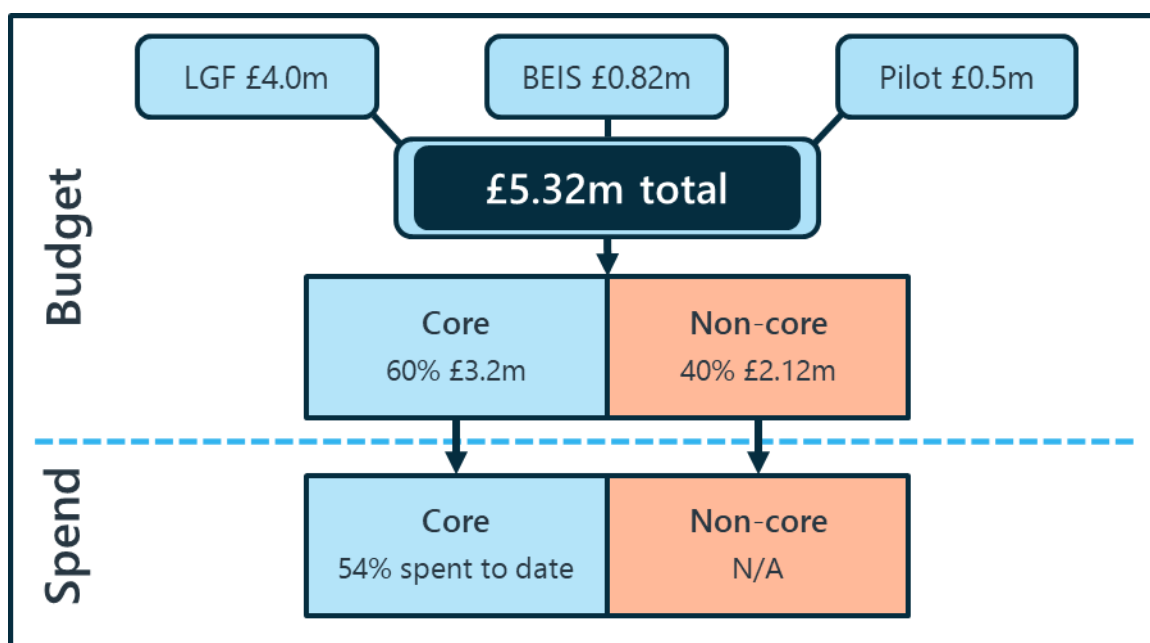 LGF £4.0m
BEIS £0.82m
Pilot £0.5m
£5.32m total
Budget
Core
60% £3.2m
Non-core
40% £2.12m
Spend
Core
54% spent to date
Non-core
N/A